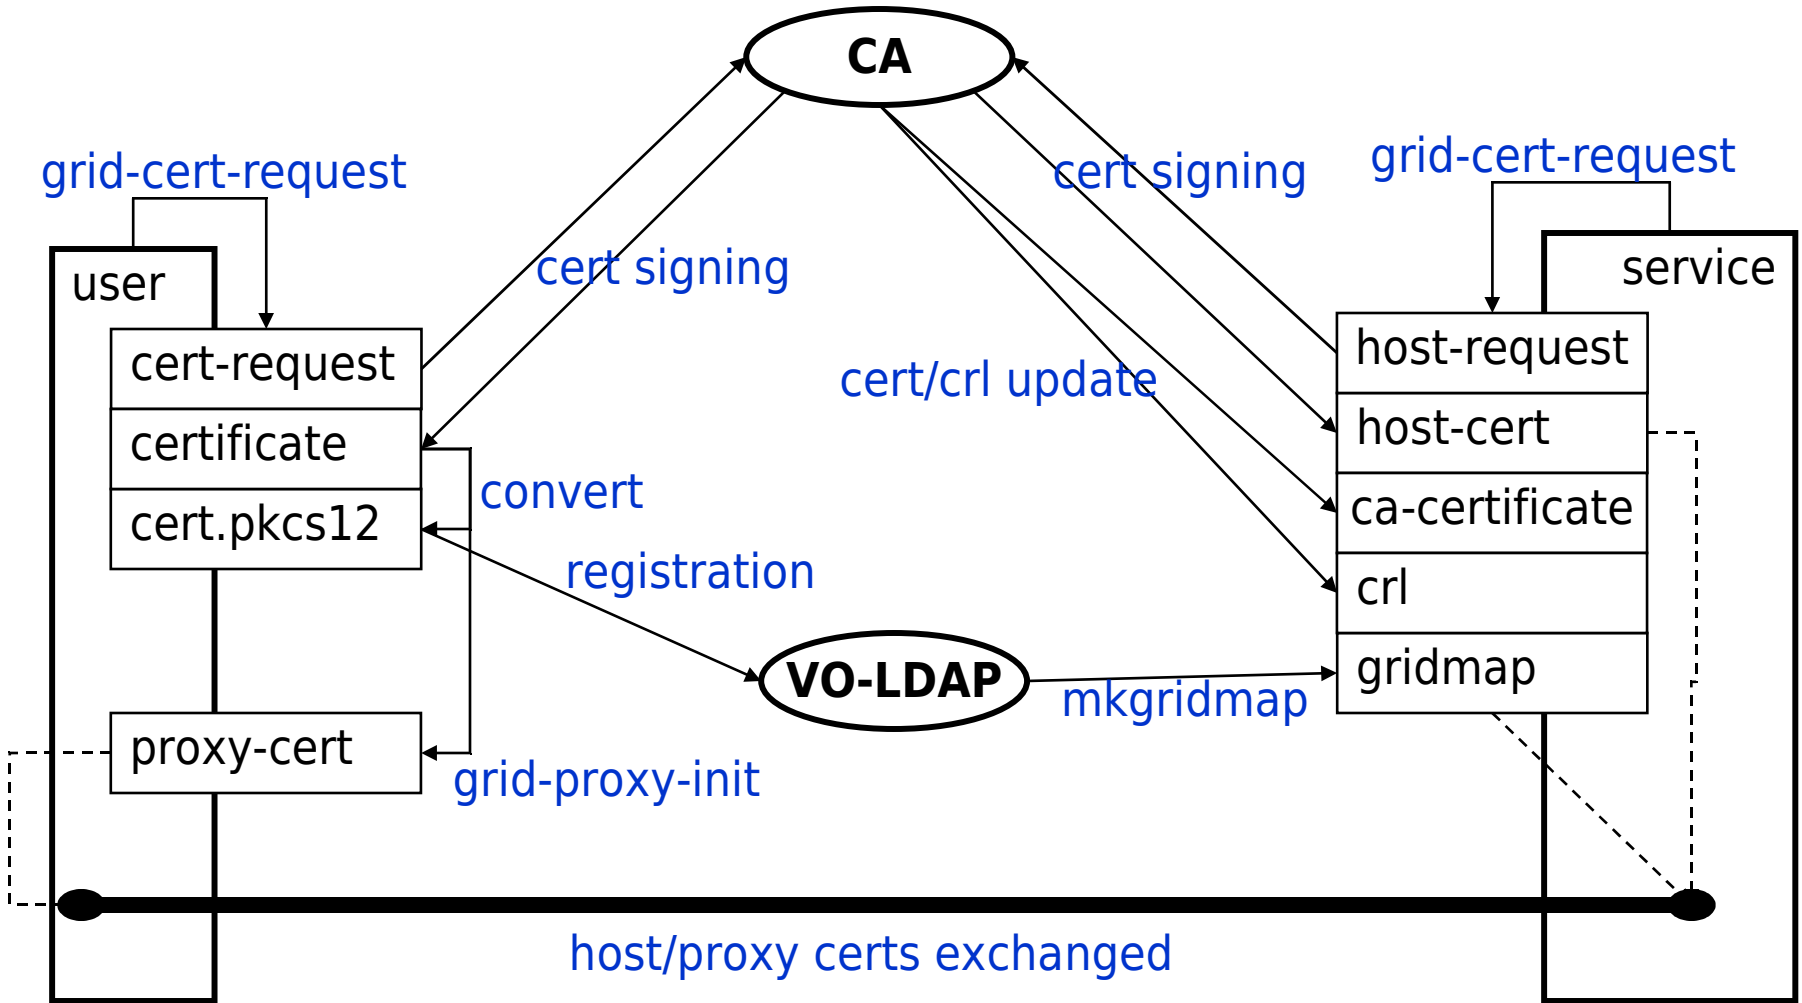 CA
grid-cert-request
cert signing
grid-cert-request
user
cert signing
service
cert-request
host-request
certificate
cert/crl update
host-cert
convert
cert.pkcs12
ca-certificate
registration
crl
VO-LDAP
mkgridmap
gridmap
proxy-cert
grid-proxy-init
host/proxy certs exchanged